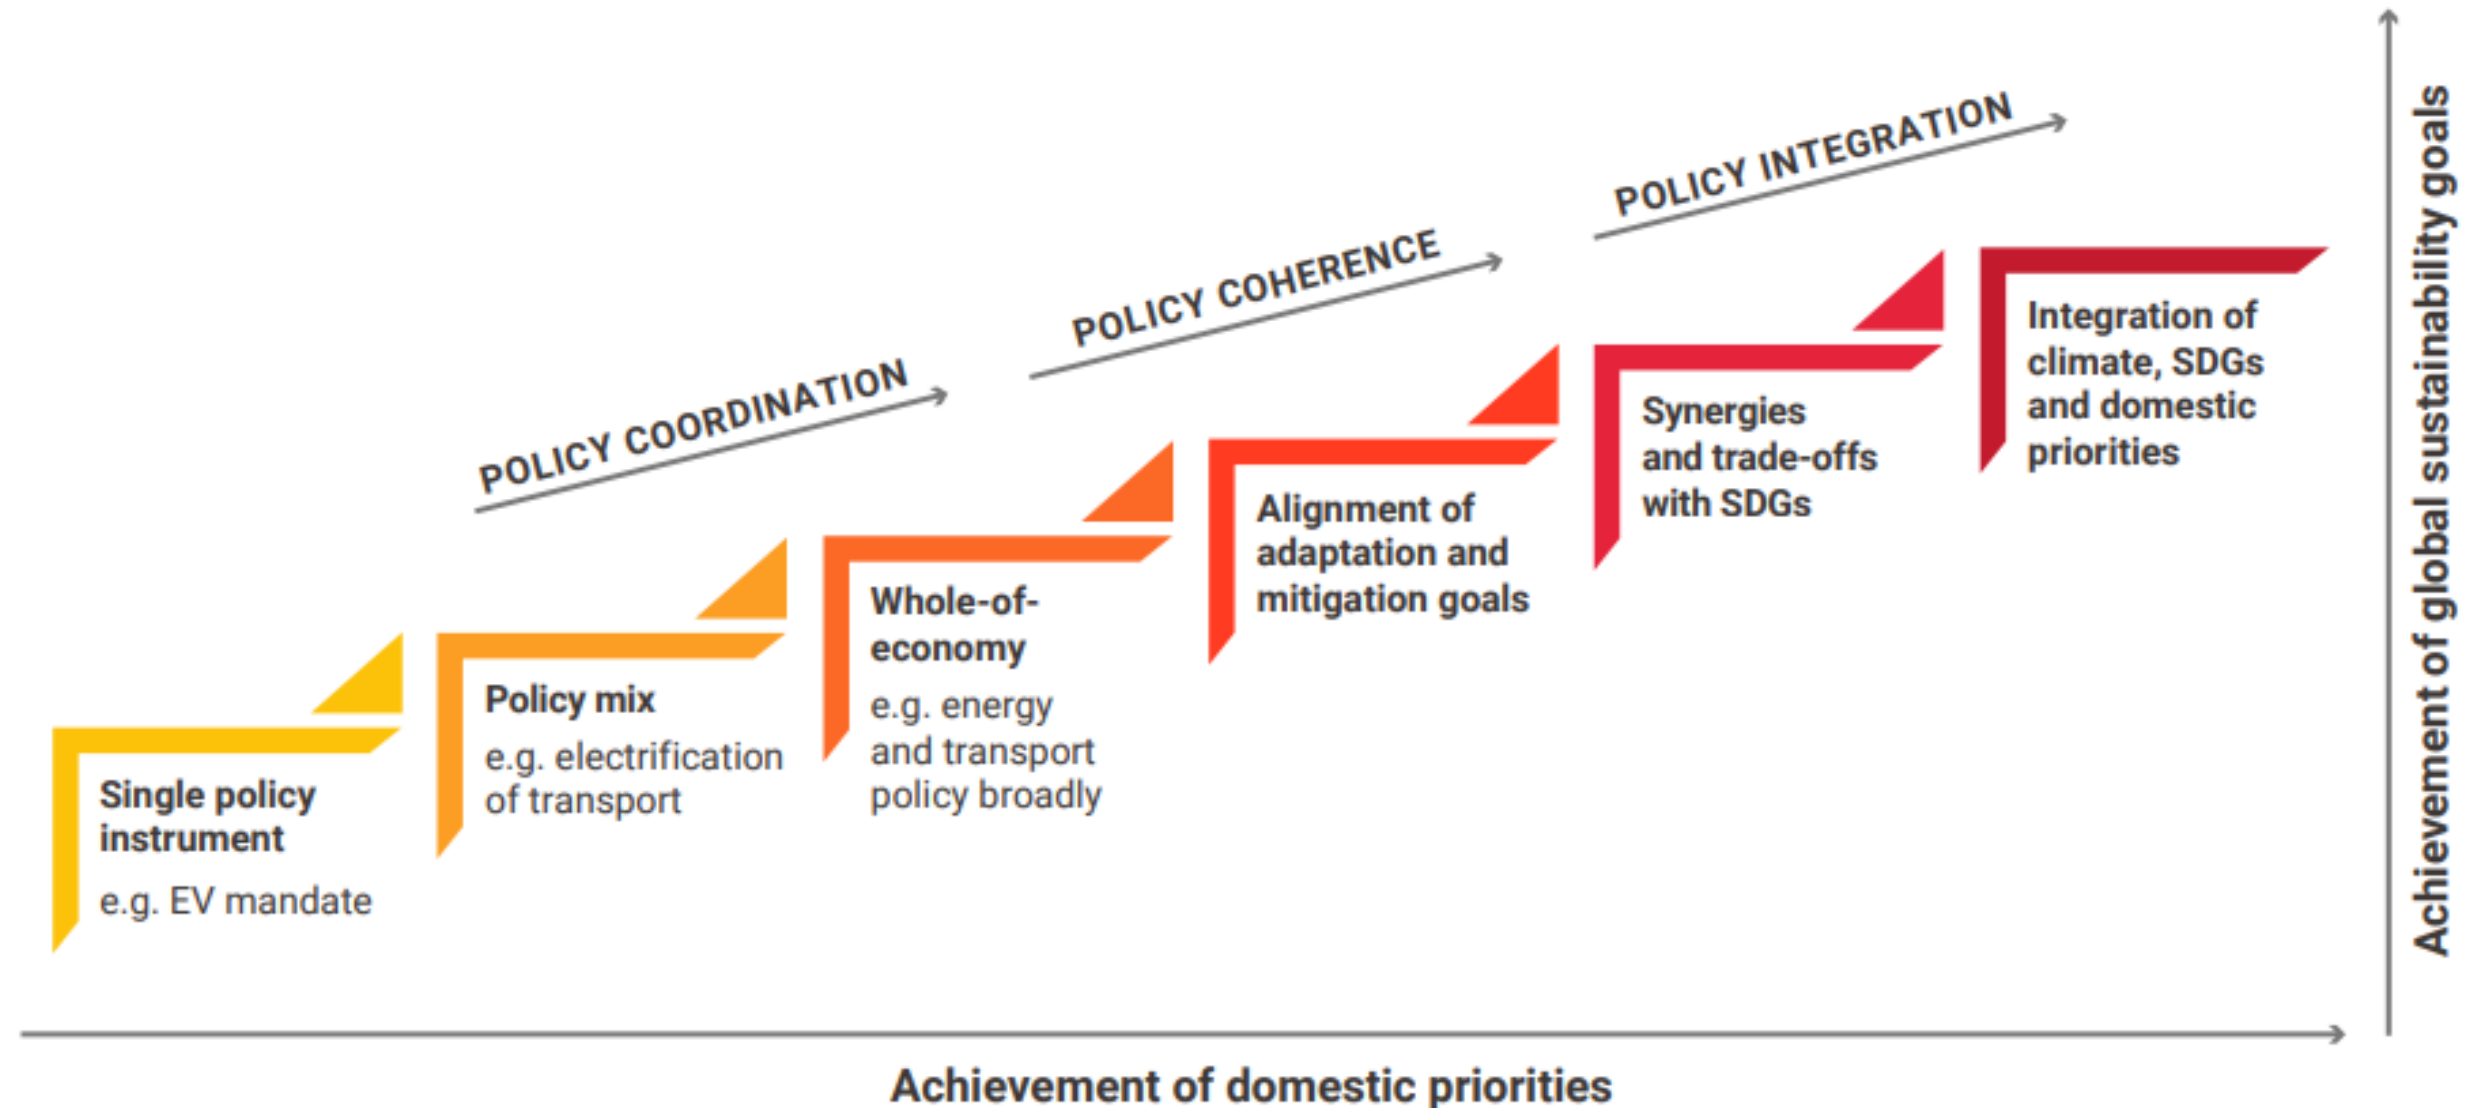 POLICY INTEGRATION
POLICY COHERENCE
POLICY COORDINATION
Single policy
instrument
e.g. EV mandate
Policy mix
e.g. electrification
of transport
Whole-of-
economy
e.g. energy
and transport
policy broadly
Alignment of
adaptation and
mitigation goals
Synergies
and trade-offs
with SDGs
Integration of
climate, SDGs
and domestic
priorities
Achievement of global sustainability goals
Achievement of domestic priorities